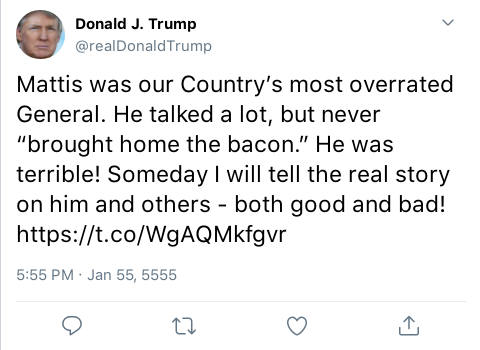 Donald J. Trump
@realDonaldTrump
Mattis was our Country’s most overrated
General. He talked a lot, but never
“brought home the bacon.” He was
terrible! Someday I will tell the real story
on him and others - both good and bad!
https://t.co/WgAQMkfgvr
5:55 PM · Jan 55, 5555